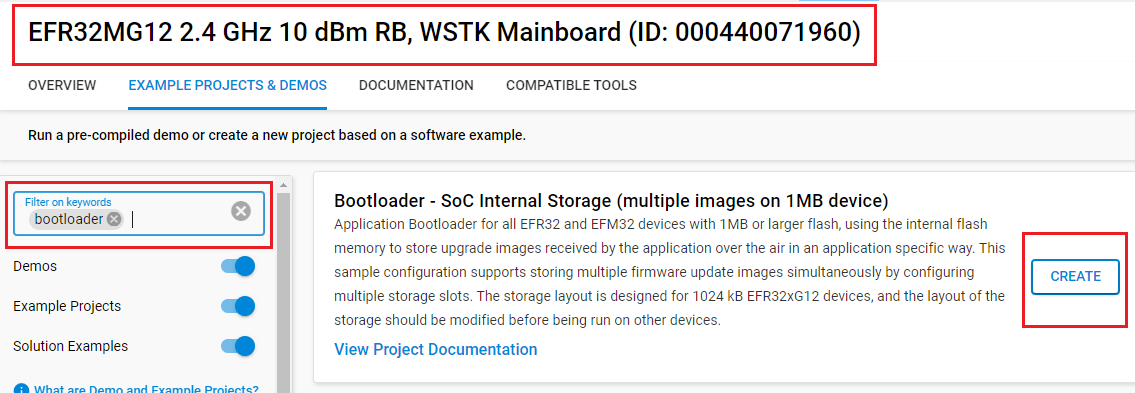 EFR32MG12 2.4 GHz 10 dBm RB, WSTK Mainboard (ID: 000440071960)
OVERVIEW EXAMPLE PROJECTS & DEMOS DOCUMENTATION COMPATIBLE TOOLS
Run a pre-compiled demo or create a new project based on a software example.
Filter on keywords
bootloader
Demos
Example Projects
Solution Examples
What are Demo and Example Projects?
Bootloader - SoC Internal Storage (multiple images on 1MB device)
Application Bootloader for all EFR32 and EFM32 devices with 1MB or larger flash, using the internal flash
memory to store upgrade images received by the application over the air in an application specific way. This
sample configuration supports storing multiple firmware update images simultaneously by configuring
multiple storage slots. The storage layout is designed for 1024 kB EFR32xG12 devices, and the layout of the
storage should be modified before being run on other devices.
View Project Documentation
CREATE